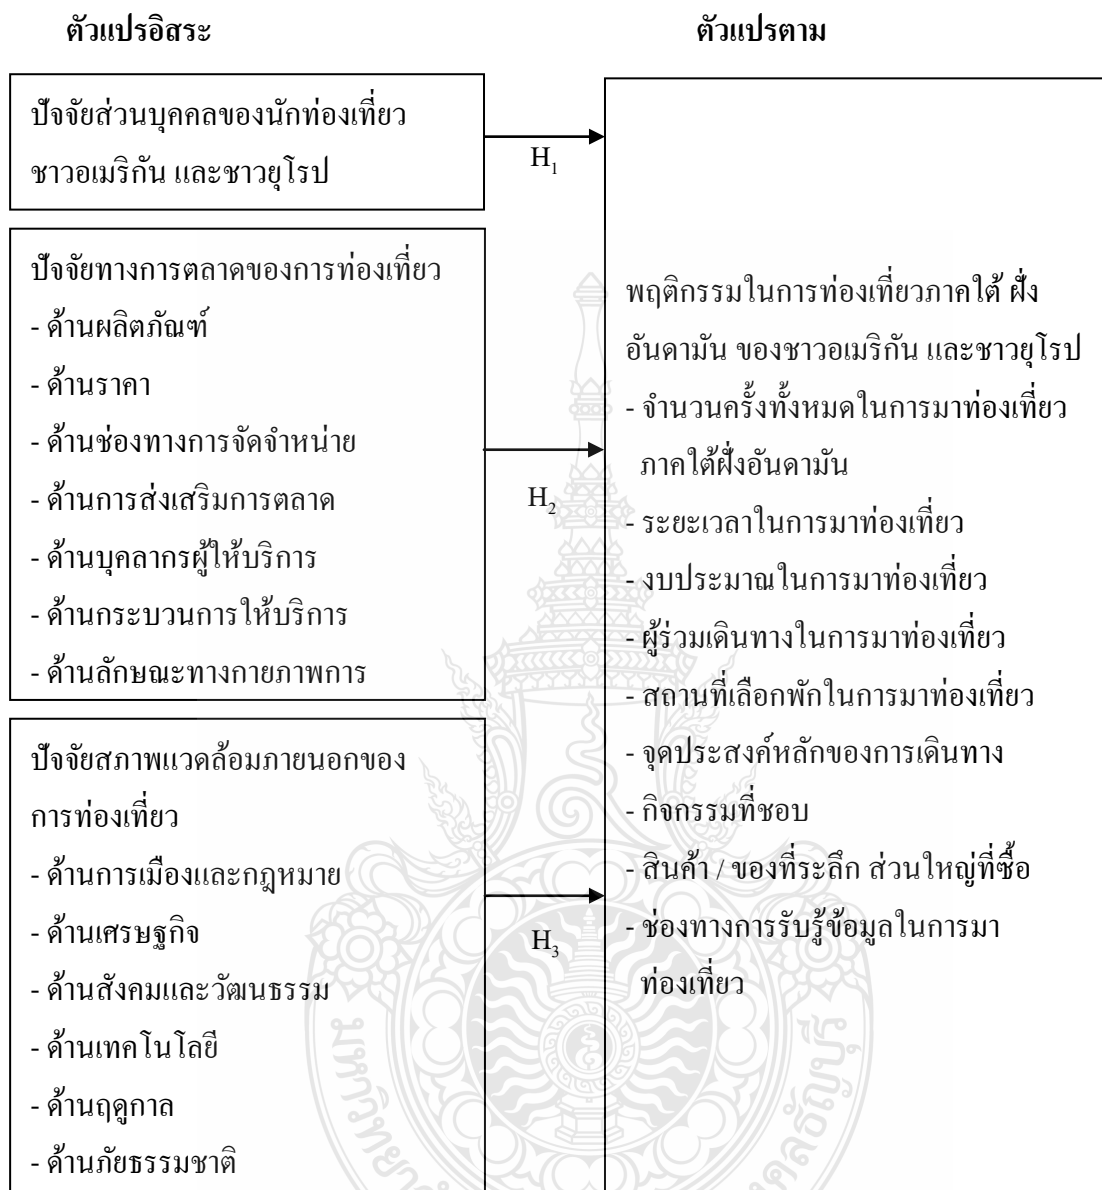 ตัวแปรอิสระ
ตัวแปรตาม
ปัจจัยส่วนบุคคลของนักท่องเที่ยว
ชาวอเมริกัน และชาวยุโรป
H₁
ปัจจัยทางการตลาดของการท่องเที่ยว
- ด้านผลิตภัณฑ์
- ด้านราคา
- ด้านช่องทางการจัดจำหน่าย
- ด้านการส่งเสริมการตลาด
- ด้านบุคลากรผู้ให้บริการ
- ด้านกระบวนการให้บริการ
- ด้านลักษณะทางกายภาพการ
H₂
ปัจจัยสภาพแวดล้อมภายนอกของ
การท่องเที่ยว
- ด้านการเมืองและกฎหมาย
- ด้านเศรษฐกิจ
- ด้านสังคมและวัฒนธรรม
- ด้านเทคโนโลยี
- ด้านฤดูกาล
- ด้านภัยธรรมชาติ
H₃
พฤติกรรมในการท่องเที่ยวภาคใต้ ฝั่ง
อันดามัน ของชาวอเมริกัน และชาวยุโรป
- จำนวนครั้งทั้งหมดในการมาท่องเที่ยว
ภาคใต้ฝั่งอันดามัน
- ระยะเวลาในการมาท่องเที่ยว
- งบประมาณในการมาท่องเที่ยว
- ผู้ร่วมเดินทางในการมาท่องเที่ยว
- สถานที่เลือกพักในการมาท่องเที่ยว
- จุดประสงค์หลักของการเดินทาง
- กิจกรรมที่ชอบ
- สินค้า / ของที่ระลึก ส่วนใหญ่ที่ซื้อ
- ช่องทางการรับรู้ข้อมูลในการมา
ท่องเที่ยว